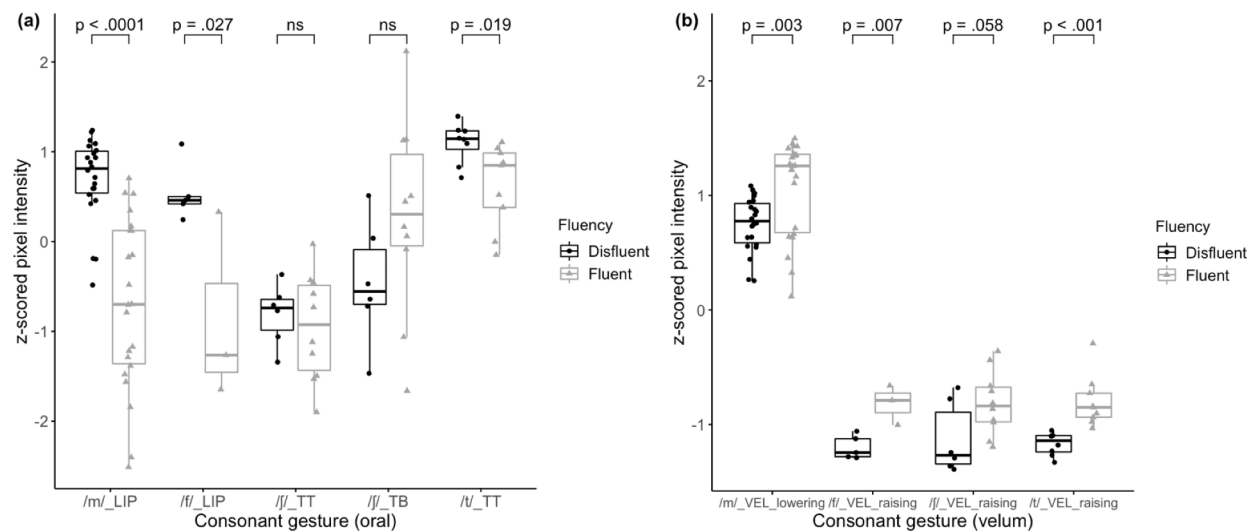 (a)
p < .0001
p = .027
ns
ns
p = .019
2
1
0
-1
-2
z-scored pixel intensity
/m/_LIP
/f/_LIP
/ʃ/_TT
/ʃ/_TB
/t/_TT
Consonant gesture (oral)
Fluency
Disfluent
Fluent
(b)
p = .003
p = .007
p = .058
p < .001
2
1
0
-1
z-scored pixel intensity
/m/_VEL_lowering
/f/_VEL_raising
/ʃ/_VEL_raising
/t/_VEL_raising
Consonant gesture (velum)
Fluency
Disfluent
Fluent